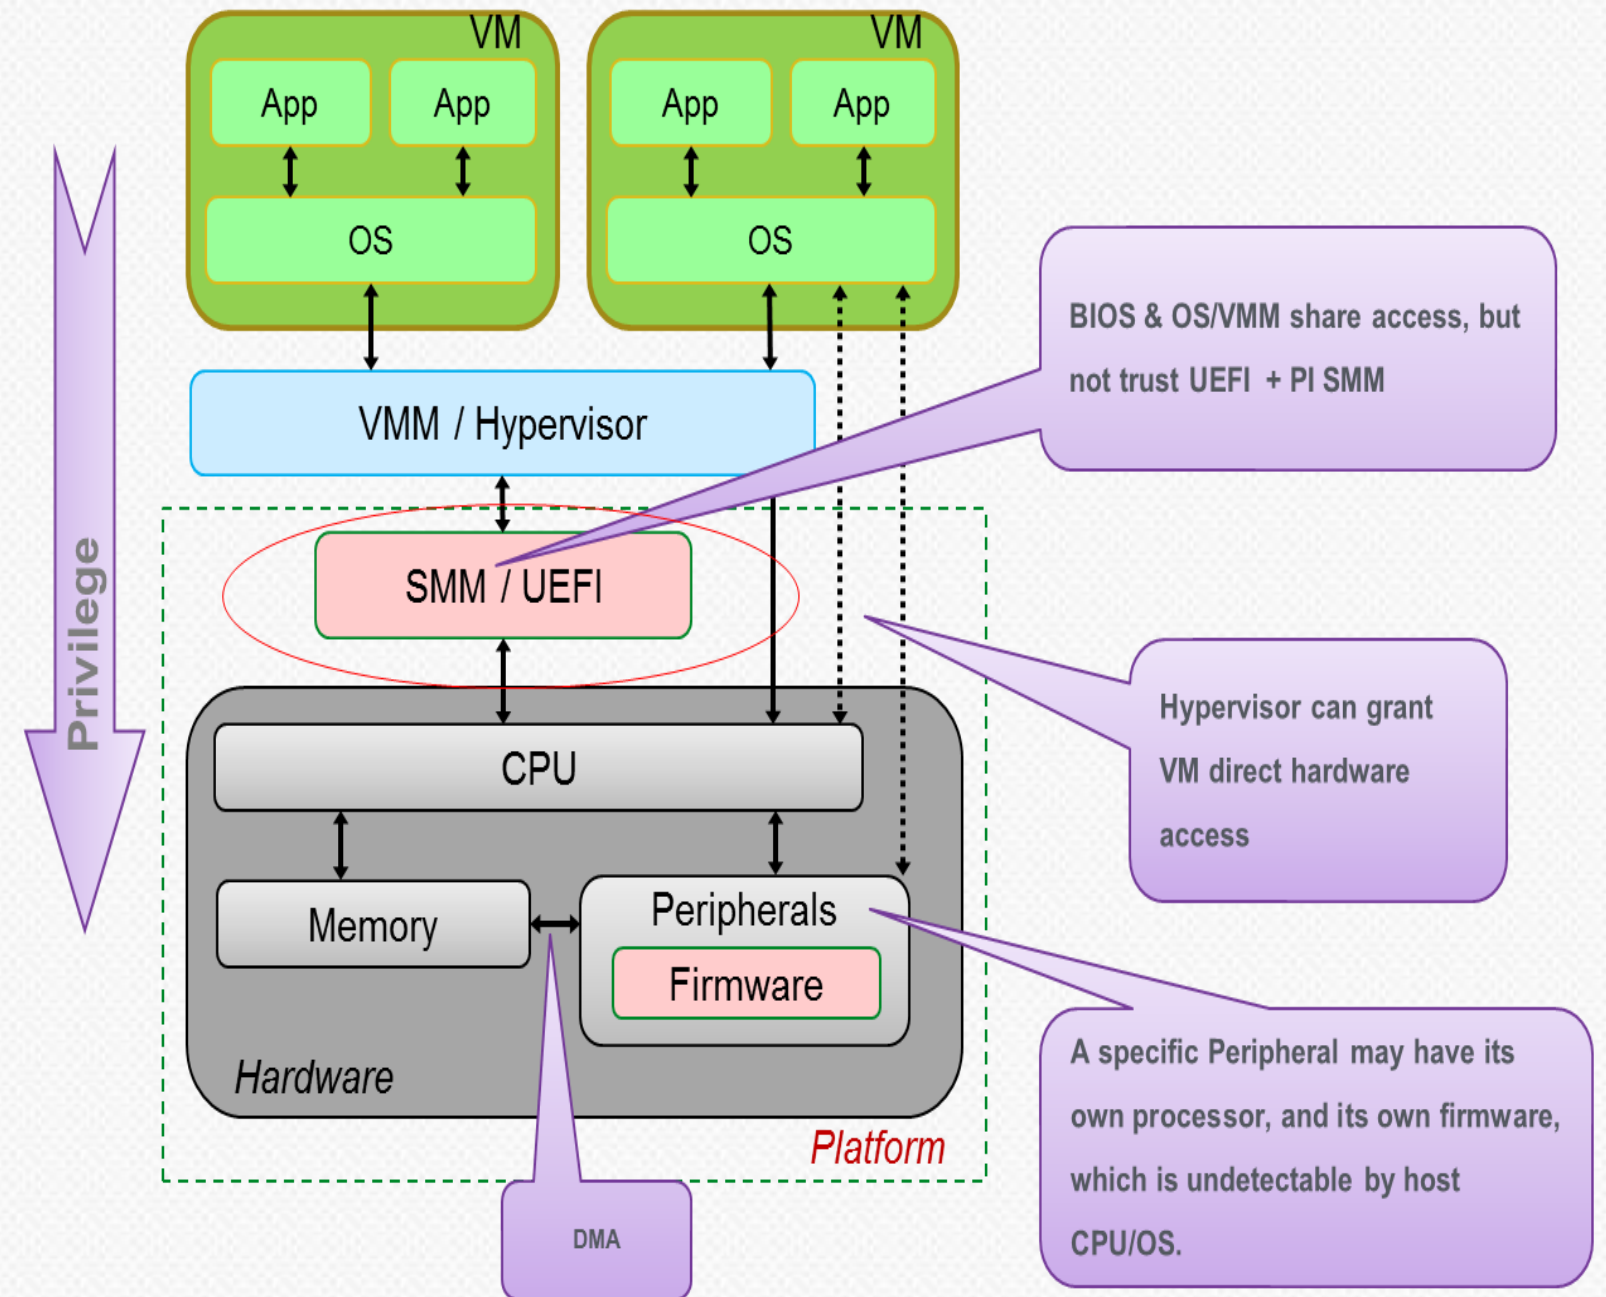 VM
VM
App
App
App
App
OS
OS
BIOS & OS/VMM share access, but
not trust UEFI + PI SMM
VMM / Hypervisor
Privilege
SMM / UEFI
Hypervisor can grant
VM direct hardware
access
CPU
Memory
Peripherals
Firmware
Hardware
Platform
A specific Peripheral may have its
own processor, and its own firmware,
which is undetectable by host
CPU/OS.
DMA